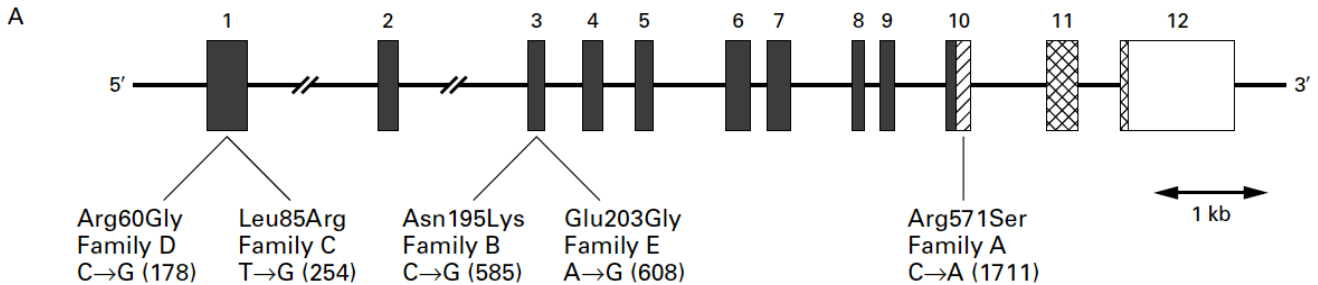 A
1 2 3 4 5 6 7 8 9 10 11 12
5′ 3′
1 kb
Arg60Gly
Family D
C→G (178)
Leu85Arg
Family C
T→G (254)
Asn195Lys
Family B
C→G (585)
Glu203Gly
Family E
A→G (608)
Arg571Ser
Family A
C→A (1711)